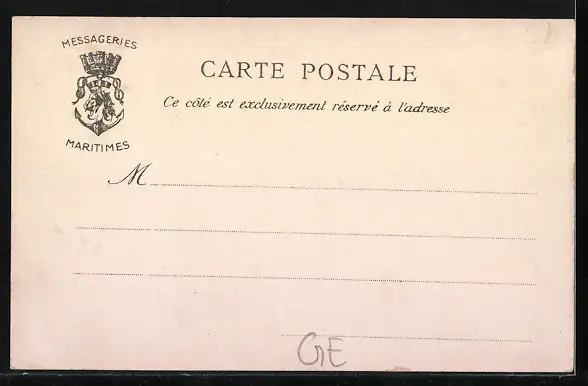 MESSAGERIES
MARITIMES
CARTE POSTALE
Ce côté est exclusivement réservé à l'adresse
M
GE